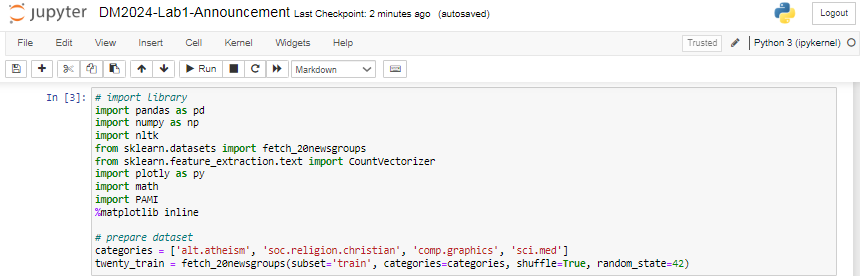 jupyter DM2024-Lab1-Announcement Last Checkpoint: 2 minutes ago (autosaved) Logout
File Edit View Insert Cell Kernel Widgets Help Trusted Python 3 (ipykernel)
Run Markdown
In [3]: # import library
import pandas as pd
import numpy as np
import nltk
from sklearn.datasets import fetch_20newsgroups
from sklearn.feature_extraction.text import CountVectorizer
import plotly as py
import math
import PAMI
%matplotlib inline
# prepare dataset
categories = ['alt.atheism', 'soc.religion.christian', 'comp.graphics', 'sci.med']
twenty_train = fetch_20newsgroups(subset='train', categories=categories, shuffle=True, random_state=42)